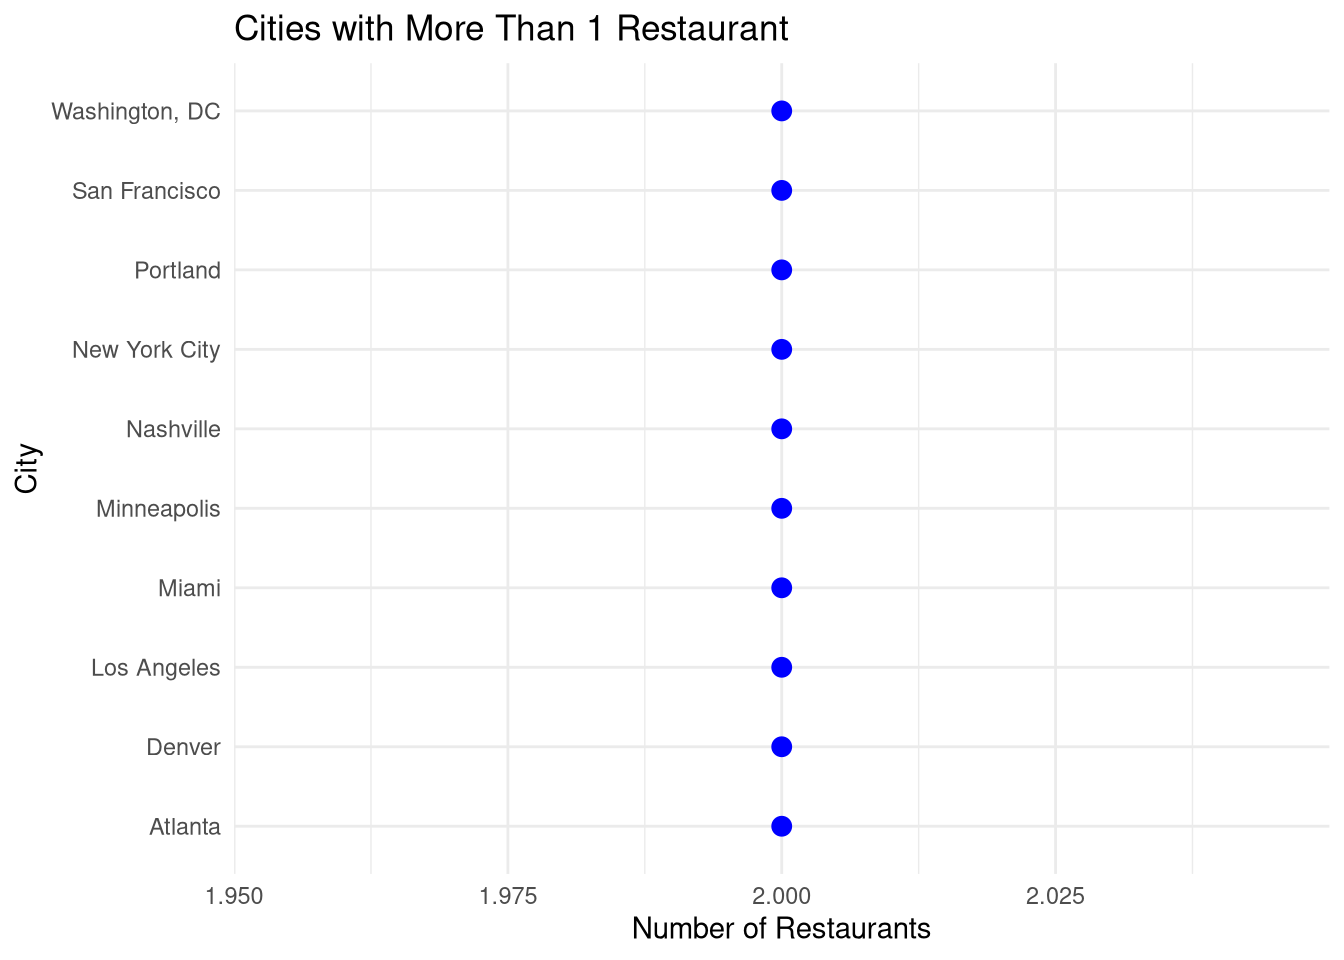 Cities with More Than 1 Restaurant
Washington, DC
San Francisco
Portland
New York City
Nashville
Minneapolis
Miami
Los Angeles
Denver
Atlanta
City
1.950 1.975 2.000 2.025
Number of Restaurants